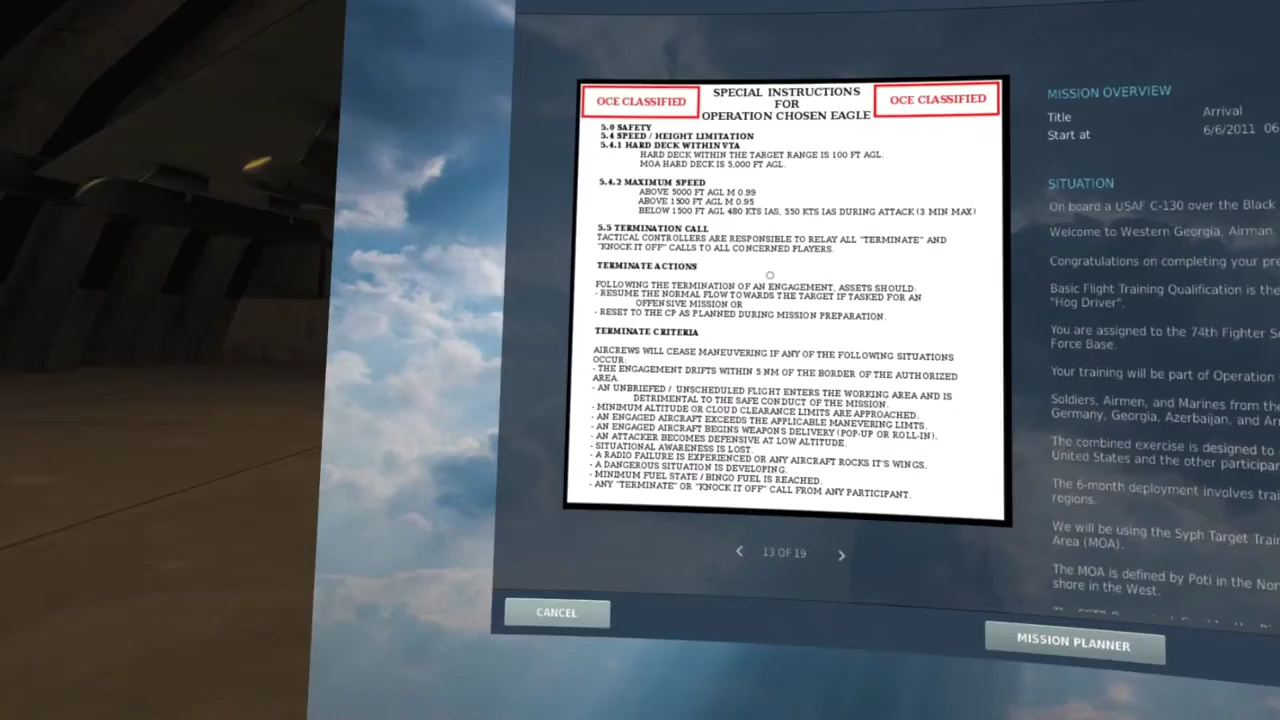 OCE CLASSIFIED
SPECIAL INSTRUCTIONS
FOR
OPERATION CHOSEN EAGLE
OCE CLASSIFIED
5.0 SAFETY
5.4 SPEED / HEIGHT LIMITATION
5.4.1 HARD DECK WITHIN VTA
HARD DECK WITHIN THE TARGET RANGE IS 100 FT AGL.
MOA HARD DECK IS 5,000 FT AGL.
5.4.2 MAXIMUM SPEED
ABOVE 5000 FT AGL M 0.99
ABOVE 1500 FT AGL M 0.95
BELOW 1500 FT AGL 480 KTS IAS, 550 KTS IAS DURING ATTACK (3 MIN MAX)
5.5 TERMINATION CALL
TACTICAL CONTROLLERS ARE RESPONSIBLE TO RELAY ALL "TERMINATE" AND
"KNOCK IT OFF" CALLS TO ALL CONCERNED PLAYERS.
TERMINATE ACTIONS
FOLLOWING THE TERMINATION OF AN ENGAGEMENT, ASSETS SHOULD:
- RESUME THE NORMAL FLOW TOWARDS THE TARGET IF TASKED FOR AN
OFFENSIVE MISSION OR
- RESET TO THE CP AS PLANNED DURING MISSION PREPARATION.
TERMINATE CRITERIA
AIRCREWS WILL CEASE MANEUVERING IF ANY OF THE FOLLOWING SITUATIONS
OCCUR:
- THE ENGAGEMENT DRIFTS WITHIN 5 NM OF THE BORDER OF THE AUTHORIZED
AREA.
- AN UNBRIEFED / UNSCHEDULED FLIGHT ENTERS THE WORKING AREA AND IS
DETRIMENTAL TO THE SAFE CONDUCT OF THE MISSION.
- MINIMUM ALTITUDE OR CLOUD CLEARANCE LIMITS ARE APPROACHED.
- AN ENGAGED AIRCRAFT EXCEEDS THE APPLICABLE MANEUVERING LIMTS.
- AN ENGAGED AIRCRAFT BEGINS WEAPONS DELIVERY (POP-UP OR ROLL-IN).
- AN ATTACKER BECOMES DEFENSIVE AT LOW ALTITUDE.
- SITUATIONAL AWARENESS IS LOST.
- A RADIO FAILURE IS EXPERIENCED OR ANY AIRCRAFT ROCKS IT'S WINGS.
- A DANGEROUS SITUATION IS DEVELOPING.
- MINIMUM FUEL STATE / BINGO FUEL IS REACHED.
- ANY "TERMINATE" OR "KNOCK IT OFF" CALL FROM ANY PARTICIPANT.
13 OF 19
CANCEL
MISSION PLANNER
MISSION OVERVIEW
Title Arrival
Start at 6/6/2011 06
SITUATION
On board a USAF C-130 over the Black
Welcome to Western Georgia, Airman.
Congratulations on completing your pre
Basic Flight Training Qualification is the
"Hog Driver".
You are assigned to the 74th Fighter S
Force Base.
Your training will be part of Operation
Soldiers, Airmen, and Marines from the
Germany, Georgia, Azerbaijan, and Ar
The combined exercise is designed to
United States and the other participa
The 6-month deployment involves trai
regions.
We will be using the Syph Target Train
Area (MOA).
The MOA is defined by Poti in the Nor
shore in the West.